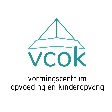 vcok
vormingscentrum
opvoeding en kinderopvang